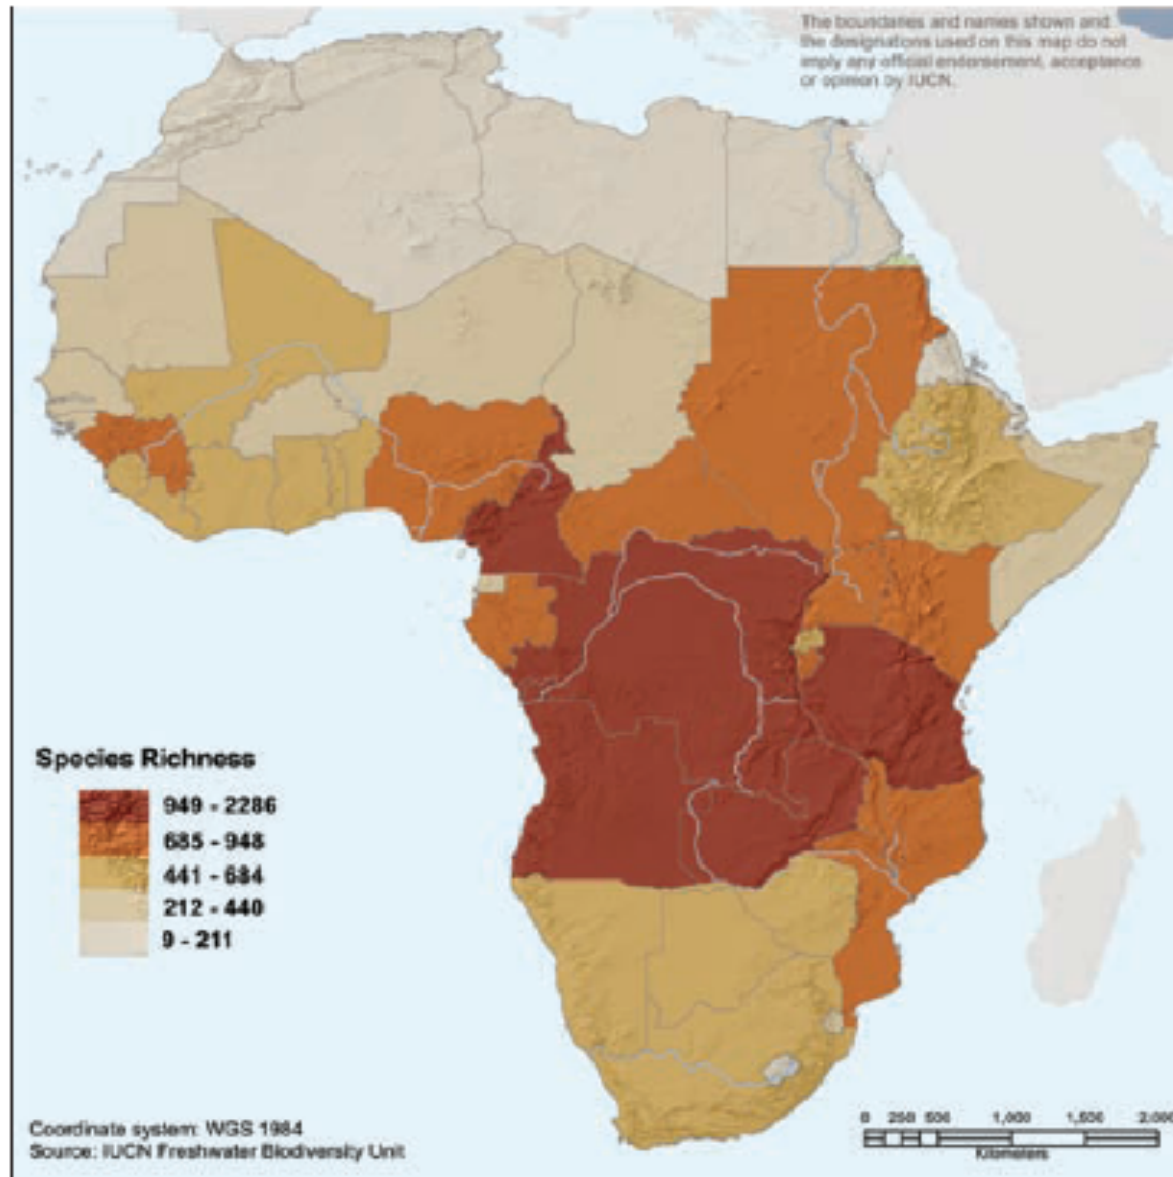 The boundaries and names shown and
the designations used on this map do not
imply any official endorsement, acceptance
or opinion by IUCN.
Species Richness
949 - 2286
685 - 948
441 - 684
212 - 440
9 - 211
Coordinate system: WGS 1984
Source: IUCN Freshwater Biodiversity Unit
0 250 500 1,000 1,500 2,000
Kilometers